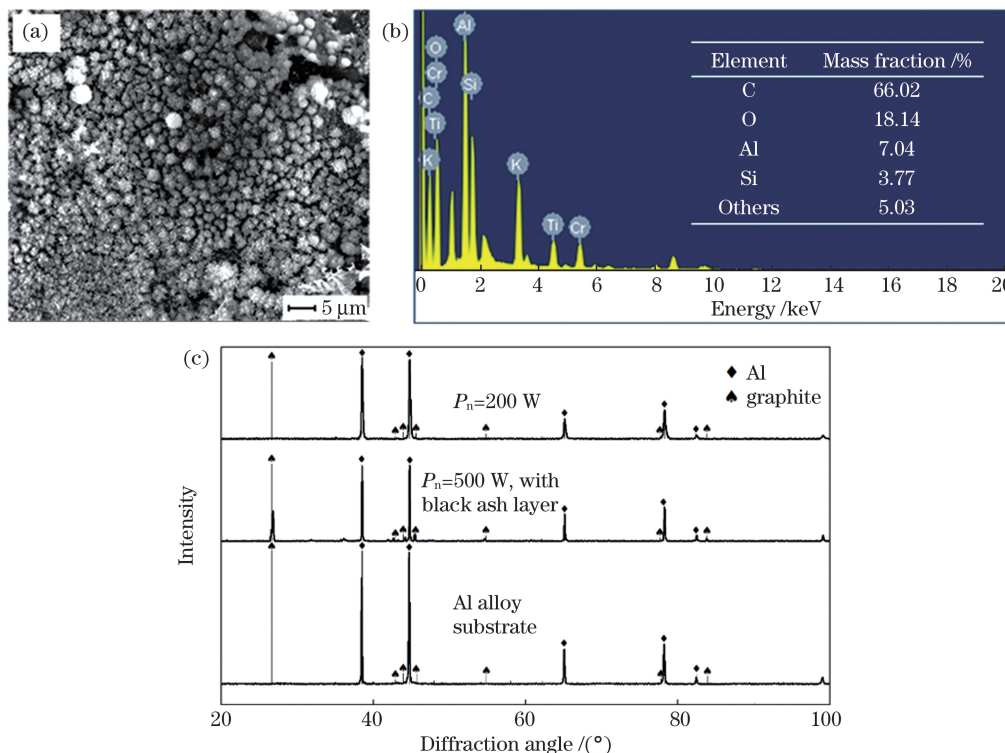 (a)
5 μm
(b)
Al
O
Cr
Si
C
Ti
K
K
Ti
Cr
Element Mass fraction /%
C 66.02
O 18.14
Al 7.04
Si 3.77
Others 5.03
0 2 4 6 8 10 12 14 16 18 20
Energy /keV
(c)
Al
graphite
Pn=200 W
Pn=500 W, with
black ash layer
Al alloy
substrate
Intensity
20 40 60 80 100
Diffraction angle /(°)